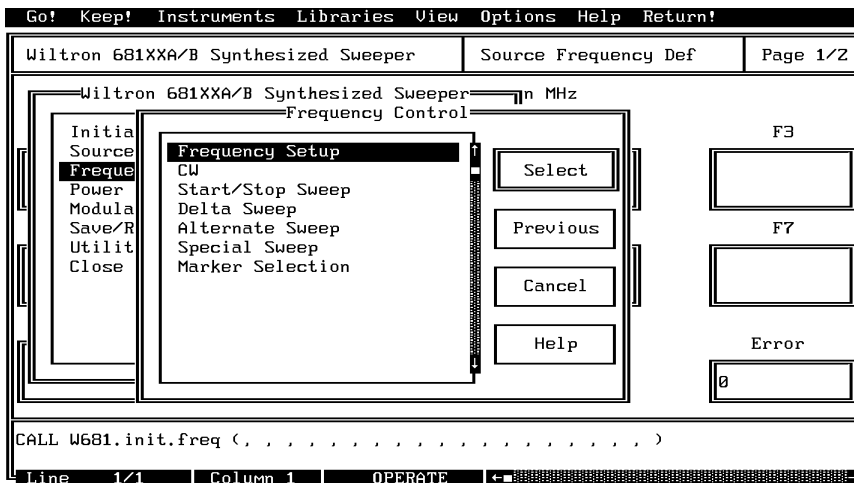 Go! Keep! Instruments Libraries View Options Help Return!
Wiltron 681XXA/B Synthesized Sweeper Source Frequency Def Page 1/2
Wiltron 681XXA/B Synthesized Sweeper n MHz
Frequency Control
Initia
Source
Freque
Power
Modula
Save/R
Utilit
Close
Frequency Setup
CW
Start/Stop Sweep
Delta Sweep
Alternate Sweep
Special Sweep
Marker Selection
Select
Previous
Cancel
Help
F3
F7
Error
0
CALL W681.init.freq (, , , , , , , , , , , , , , , , , , )
Line 1/1 Column 1 OPERATE